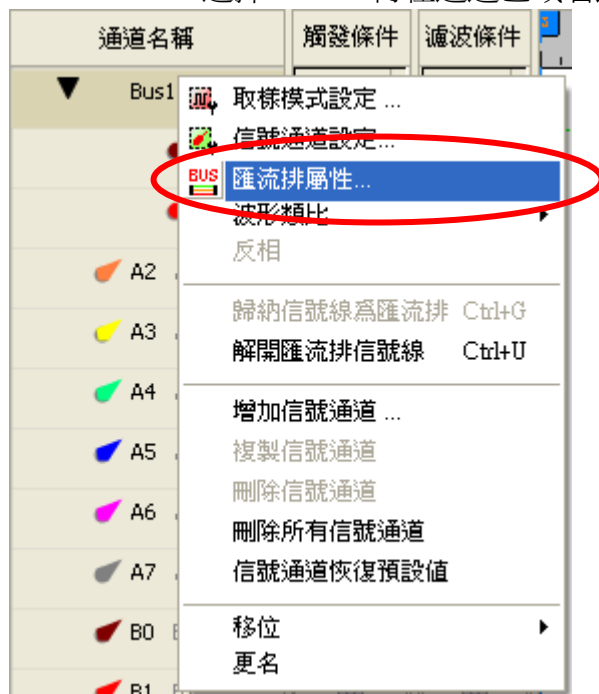 通道名稱 觸發條件 濾波條件
Bus1
取樣模式設定 ...
信號通道設定...
BUS 匯流排屬性...
波形類比
反相
歸納信號線為匯流排 Ctrl+G
解開匯流排信號線 Ctrl+U
增加信號通道 ...
複製信號通道
刪除信號通道
刪除所有信號通道
信號通道恢復預設值
移位
更名
A2
A3
A4
A5
A6
A7
B0
B1